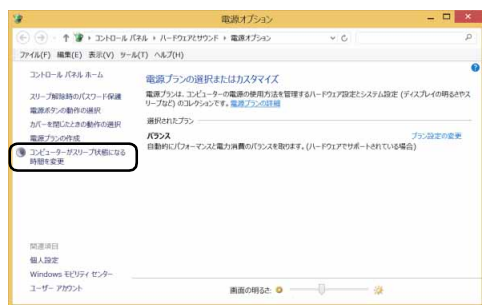 電源オプション
コントロール パネル ▸ ハードウェアとサウンド ▸ 電源オプション
ファイル(F) 編集(E) 表示(V) ツール(T) ヘルプ(H)
コントロール パネル ホーム
スリープ解除時のパスワード保護
電源ボタンの動作の選択
カバーを閉じたときの動作の選択
電源プランの作成
コンピューターがスリープ状態になる
時間を変更
電源プランの選択またはカスタマイズ
電源プランは、コンピューターの電源の使用方法を管理するハードウェア設定とシステム設定 (ディスプレイの明るさやス
リープなど) のコレクションです。電源プランの詳細
選択されたプラン
バランス
プラン設定の変更
自動的にパフォーマンスと電力消費のバランスを取ります。(ハードウェアでサポートされている場合)
関連項目
個人設定
Windows モビリティ センター
ユーザー アカウント
画面の明るさ: